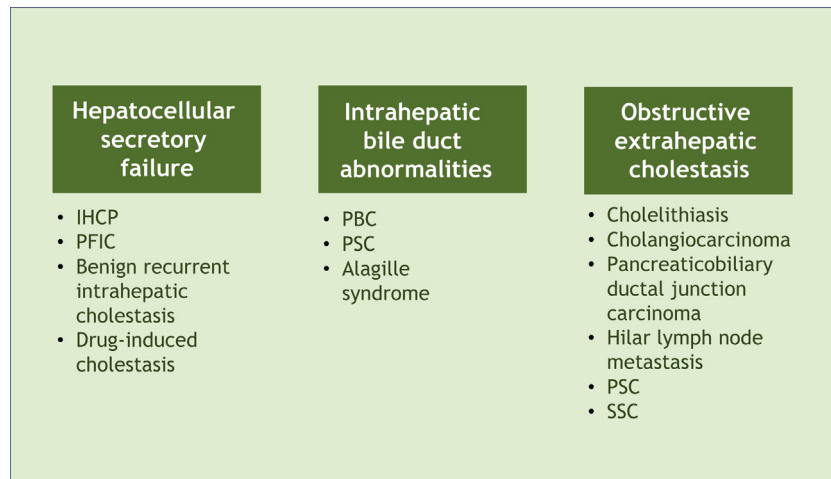 Hepatocellular
secretory
failure
• IHCP
• PFIC
• Benign recurrent
intrahepatic
cholestasis
• Drug-induced
cholestasis
Intrahepatic
bile duct
abnormalities
• PBC
• PSC
• Alagille
syndrome
Obstructive
extrahepatic
cholestasis
• Cholelithiasis
• Cholangiocarcinoma
• Pancreaticobiliary
ductal junction
carcinoma
• Hilar lymph node
metastasis
• PSC
• SSC